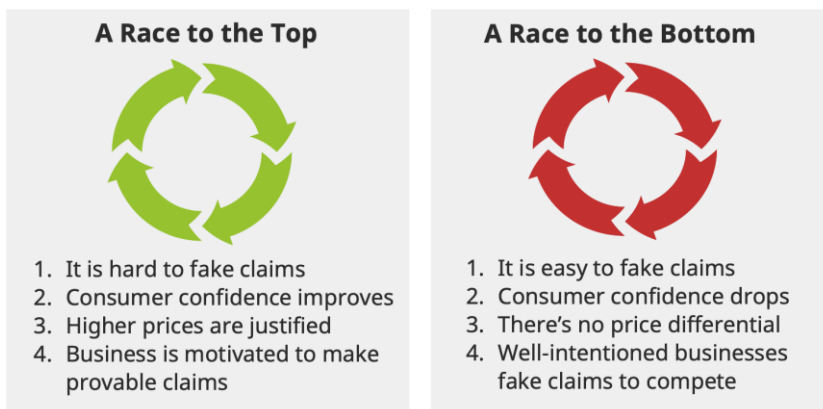 A Race to the Top
1. It is hard to fake claims
2. Consumer confidence improves
3. Higher prices are justified
4. Business is motivated to make
provable claims
A Race to the Bottom
1. It is easy to fake claims
2. Consumer confidence drops
3. There’s no price differential
4. Well-intentioned businesses
fake claims to compete